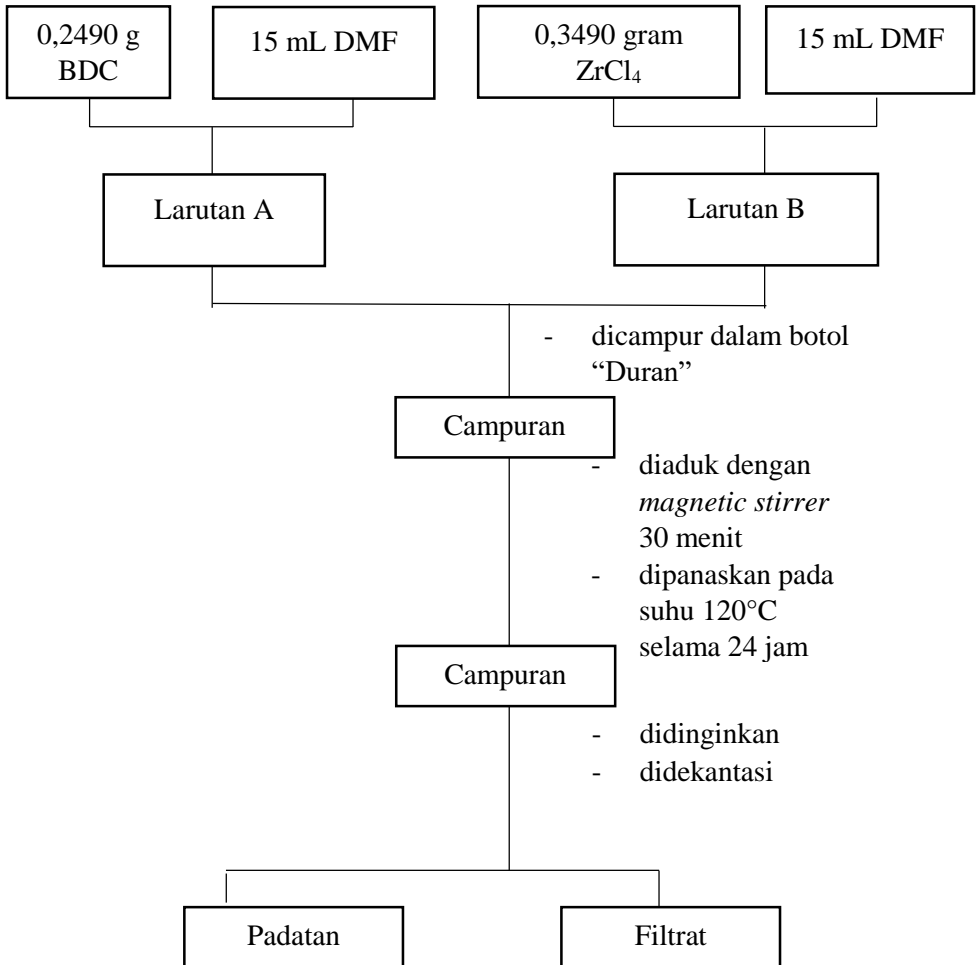 0,2490 g
BDC
15 mL DMF
0,3490 gram
ZrCl₄
15 mL DMF
Larutan A
Larutan B
- dicampur dalam botol
“Duran”
Campuran
- diaduk dengan
magnetic stirrer
30 menit
- dipanaskan pada
suhu 120°C
selama 24 jam
Campuran
- didinginkan
- didekantasi
Padatan
Filtrat